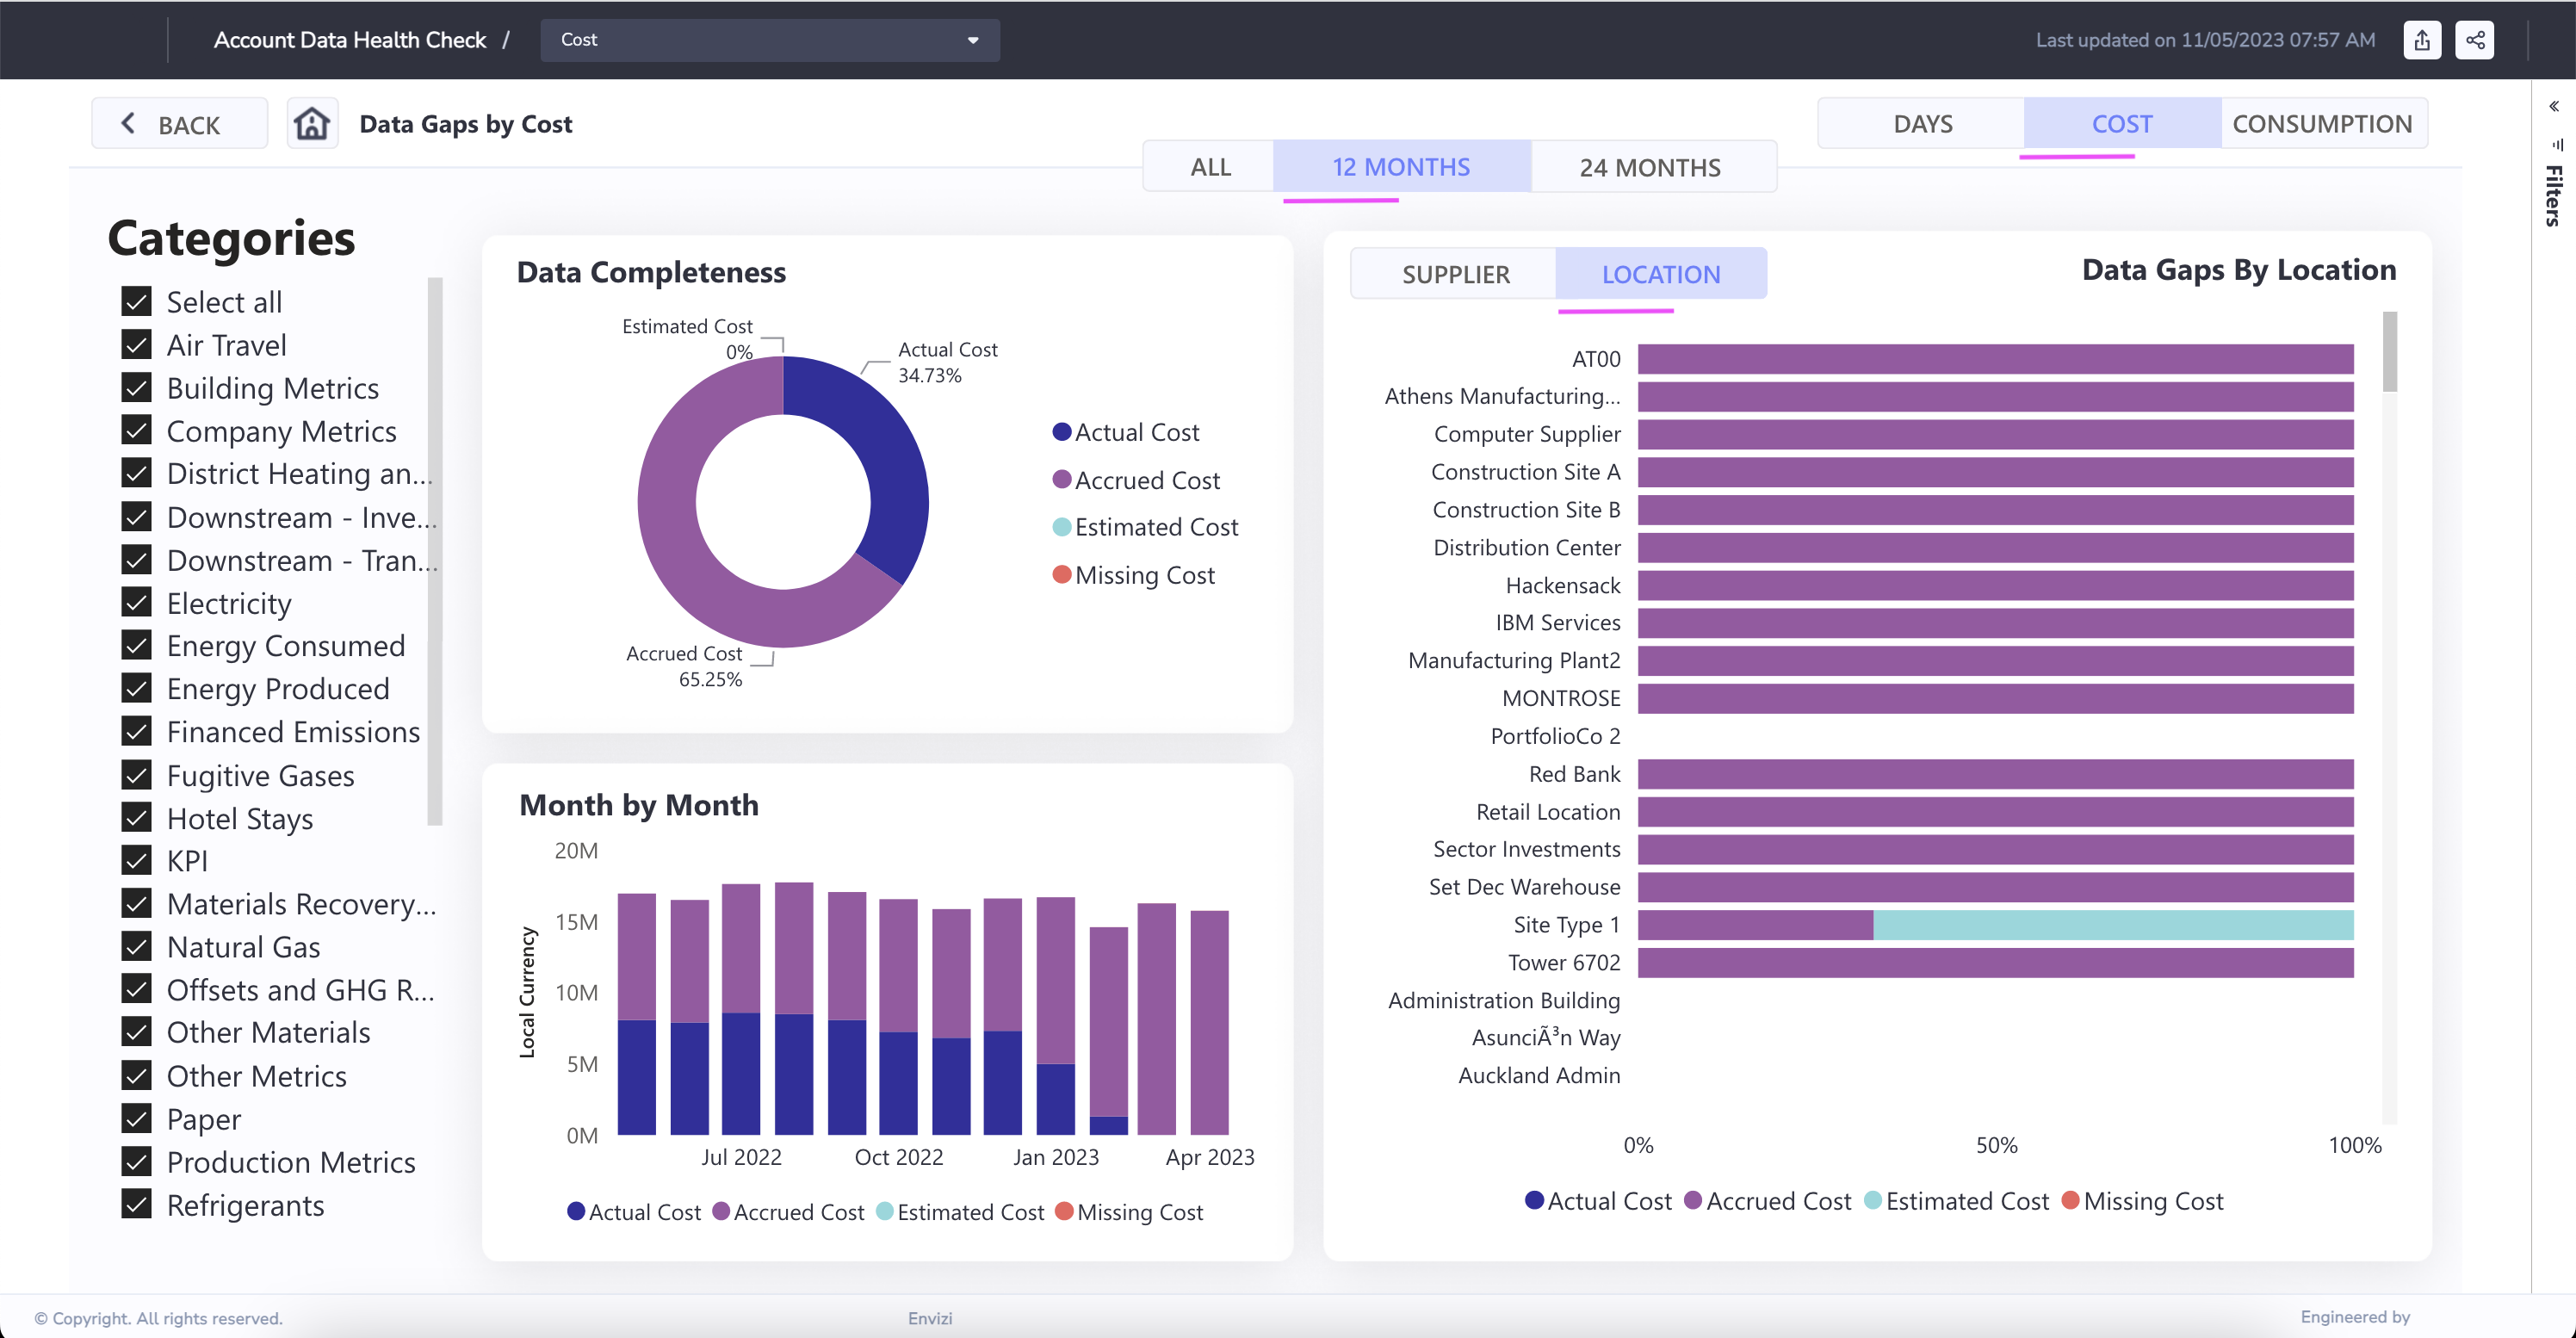 Account Data Health Check / Cost
Last updated on 11/05/2023 07:57 AM
BACK
Data Gaps by Cost
ALL 12 MONTHS 24 MONTHS
DAYS COST CONSUMPTION
Filters
Categories
Select all
Air Travel
Building Metrics
Company Metrics
District Heating an...
Downstream - Inve...
Downstream - Tran...
Electricity
Energy Consumed
Energy Produced
Financed Emissions
Fugitive Gases
Hotel Stays
KPI
Materials Recovery...
Natural Gas
Offsets and GHG R...
Other Materials
Other Metrics
Paper
Production Metrics
Refrigerants
Data Completeness
Estimated Cost
0%
Actual Cost
34.73%
Accrued Cost
65.25%
Actual Cost
Accrued Cost
Estimated Cost
Missing Cost
Month by Month
Local Currency
20M
15M
10M
5M
0M
Jul 2022 Oct 2022 Jan 2023 Apr 2023
Actual Cost Accrued Cost Estimated Cost Missing Cost
SUPPLIER LOCATION
Data Gaps By Location
AT00
Athens Manufacturing...
Computer Supplier
Construction Site A
Construction Site B
Distribution Center
Hackensack
IBM Services
Manufacturing Plant2
MONTROSE
PortfolioCo 2
Red Bank
Retail Location
Sector Investments
Set Dec Warehouse
Site Type 1
Tower 6702
Administration Building
AsunciÃ³n Way
Auckland Admin
0% 50% 100%
Actual Cost Accrued Cost Estimated Cost Missing Cost
© Copyright. All rights reserved.
Envizi
Engineered by